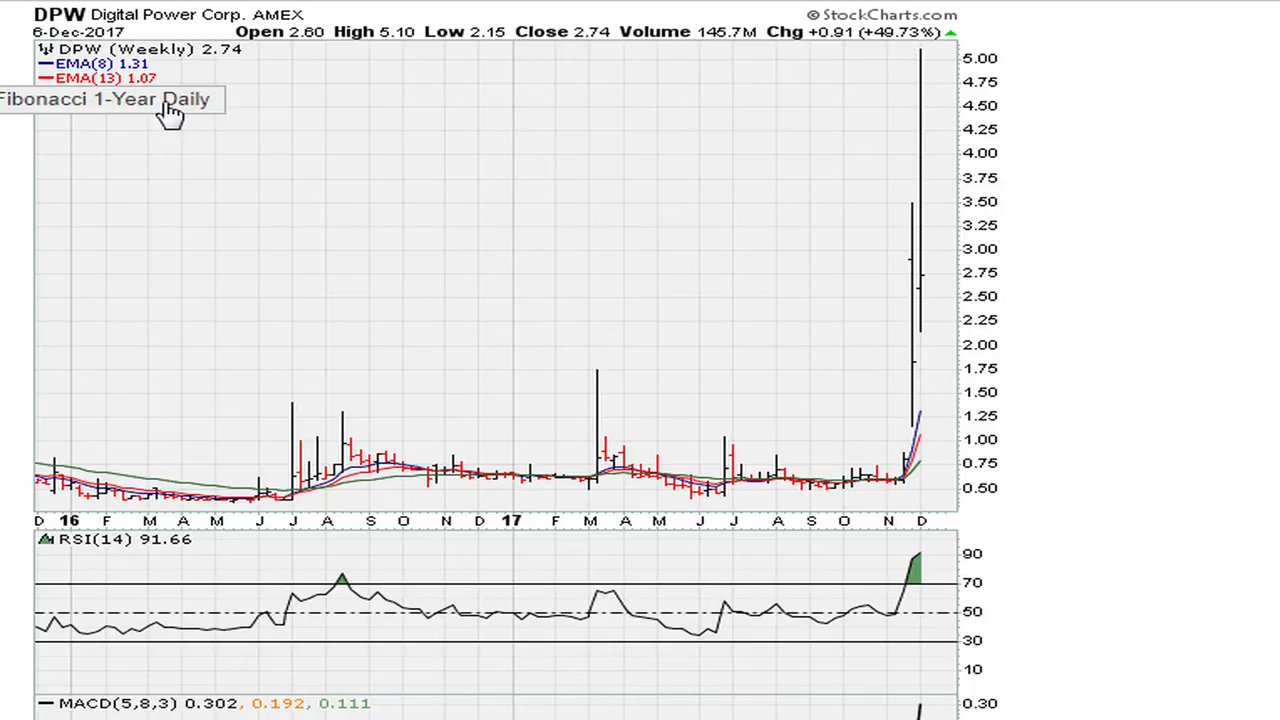 DPW Digital Power Corp. AMEX © StockCharts.com
6-Dec-2017 Open 2.60 High 5.10 Low 2.15 Close 2.74 Volume 145.7M Chg +0.91 (+49.73%)
DPW (Weekly) 2.74
EMA(8) 1.31
EMA(13) 1.07
Fibonacci 1-Year Daily
5.00
4.75
4.50
4.25
4.00
3.75
3.50
3.25
3.00
2.75
2.50
2.25
2.00
1.75
1.50
1.25
1.00
0.75
0.50
D 16 F M A M J J A S O N D 17 F M A M J J A S O N D
RSI(14) 91.66
90
70
50
30
10
MACD(5,8,3) 0.302, 0.192, 0.111
0.30